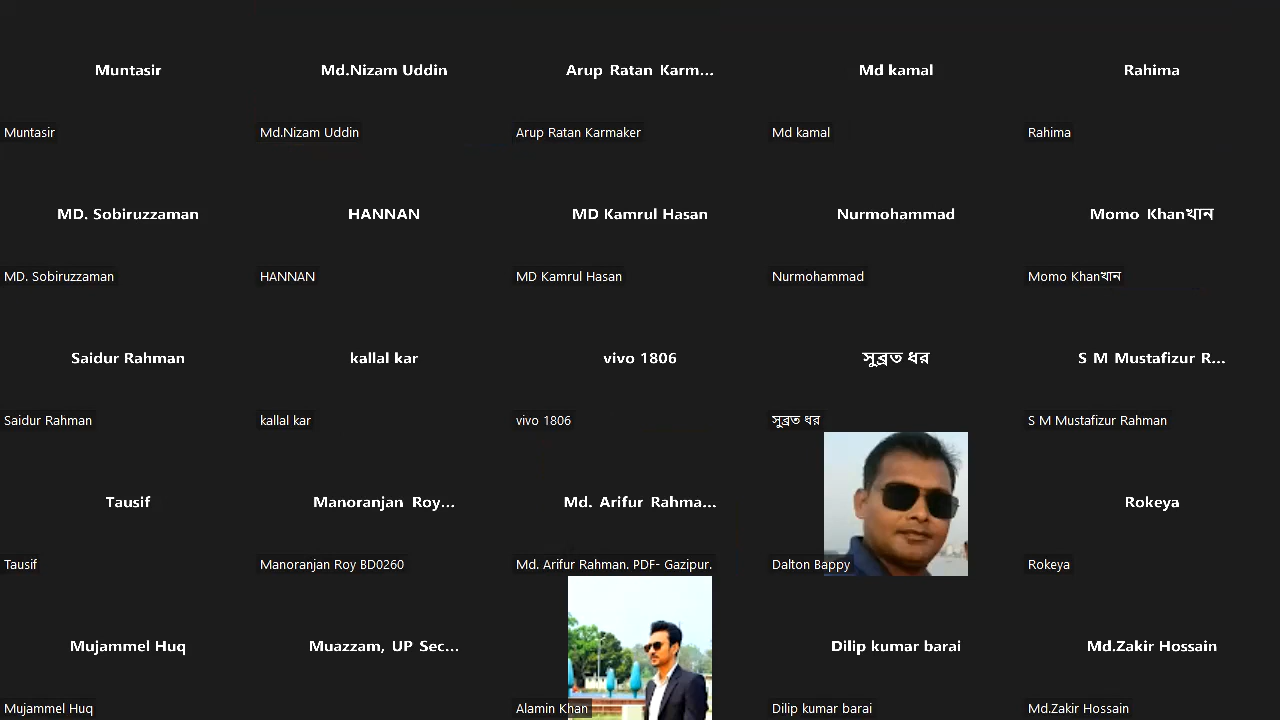 Muntasir
Md.Nizam Uddin
Arup Ratan Karm...
Md kamal
Rahima
Muntasir
Md.Nizam Uddin
Arup Ratan Karmaker
Md kamal
Rahima
MD. Sobiruzzaman
HANNAN
MD Kamrul Hasan
Nurmohammad
Momo Khanখান
MD. Sobiruzzaman
HANNAN
MD Kamrul Hasan
Nurmohammad
Momo Khanখান
Saidur Rahman
kallal kar
vivo 1806
সুব্রত ধর
S M Mustafizur R...
Saidur Rahman
kallal kar
vivo 1806
সুব্রত ধর
S M Mustafizur Rahman
Tausif
Manoranjan Roy...
Md. Arifur Rahma...
Rokeya
Tausif
Manoranjan Roy BD0260
Md. Arifur Rahman. PDF- Gazipur.
Dalton Bappy
Rokeya
Mujammel Huq
Muazzam, UP Sec...
Dilip kumar barai
Md.Zakir Hossain
Mujammel Huq
Alamin Khan
Dilip kumar barai
Md.Zakir Hossain